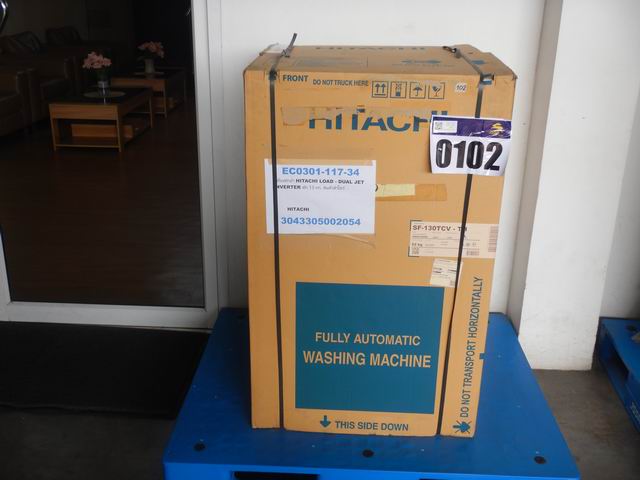 HITACHI
FRONT DO NOT TRUCK HERE
102
HITACHI
0102
EC0301-117-34
HITACHI LOAD - DUAL JET
HITACHI
3043305002054
SF-130TCV -
FULLY AUTOMATIC
WASHING MACHINE
THIS SIDE DOWN
DO NOT TRANSPORT HORIZONTALLY